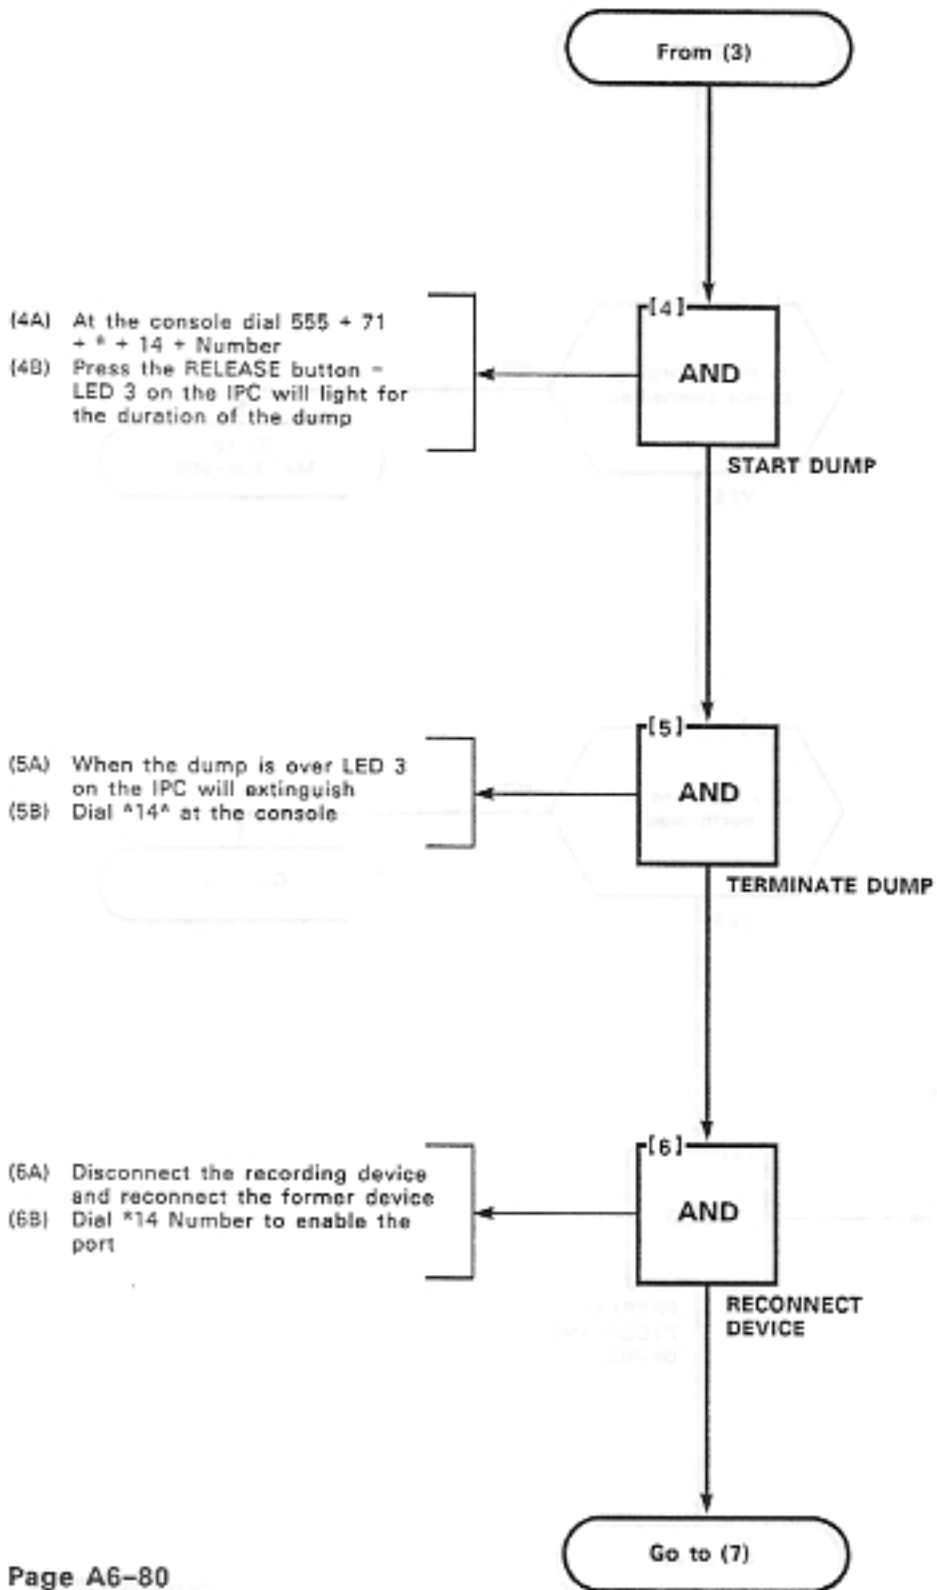 From (3)
(4A) At the console dial 555 + 71
+ * + 14 + Number
(4B) Press the RELEASE button –
LED 3 on the IPC will light for
the duration of the dump
[4]
AND
START DUMP
(5A) When the dump is over LED 3
on the IPC will extinguish
(5B) Dial *14* at the console
[5]
AND
TERMINATE DUMP
(6A) Disconnect the recording device
and reconnect the former device
(6B) Dial *14 Number to enable the
port
[6]
AND
RECONNECT
DEVICE
Go to (7)
Page A6–80